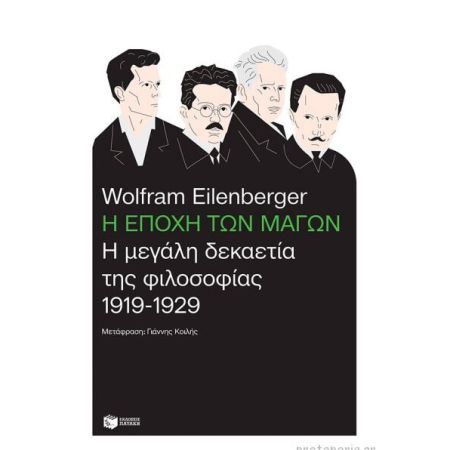 Wolfram Eilenberger
Η ΕΠΟΧΗ ΤΩΝ ΜΑΓΩΝ
Η μεγάλη δεκαετία
της φιλοσοφίας
1919-1929
Μετάφραση: Γιάννης Κοιλής
ΕΚΔΟΣΕΙΣ
ΠΑΤΑΚΗ